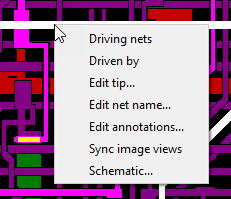 Driving nets
Driven by
Edit tip...
Edit net name...
Edit annotations...
Sync image views
Schematic...